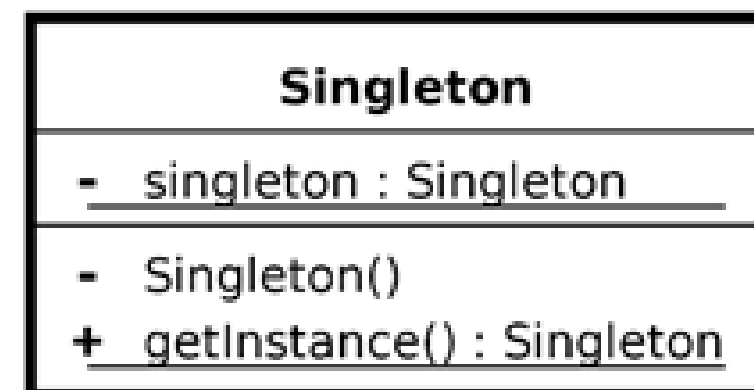 Singleton
- singleton : Singleton
- Singleton()
+ getInstance() : Singleton